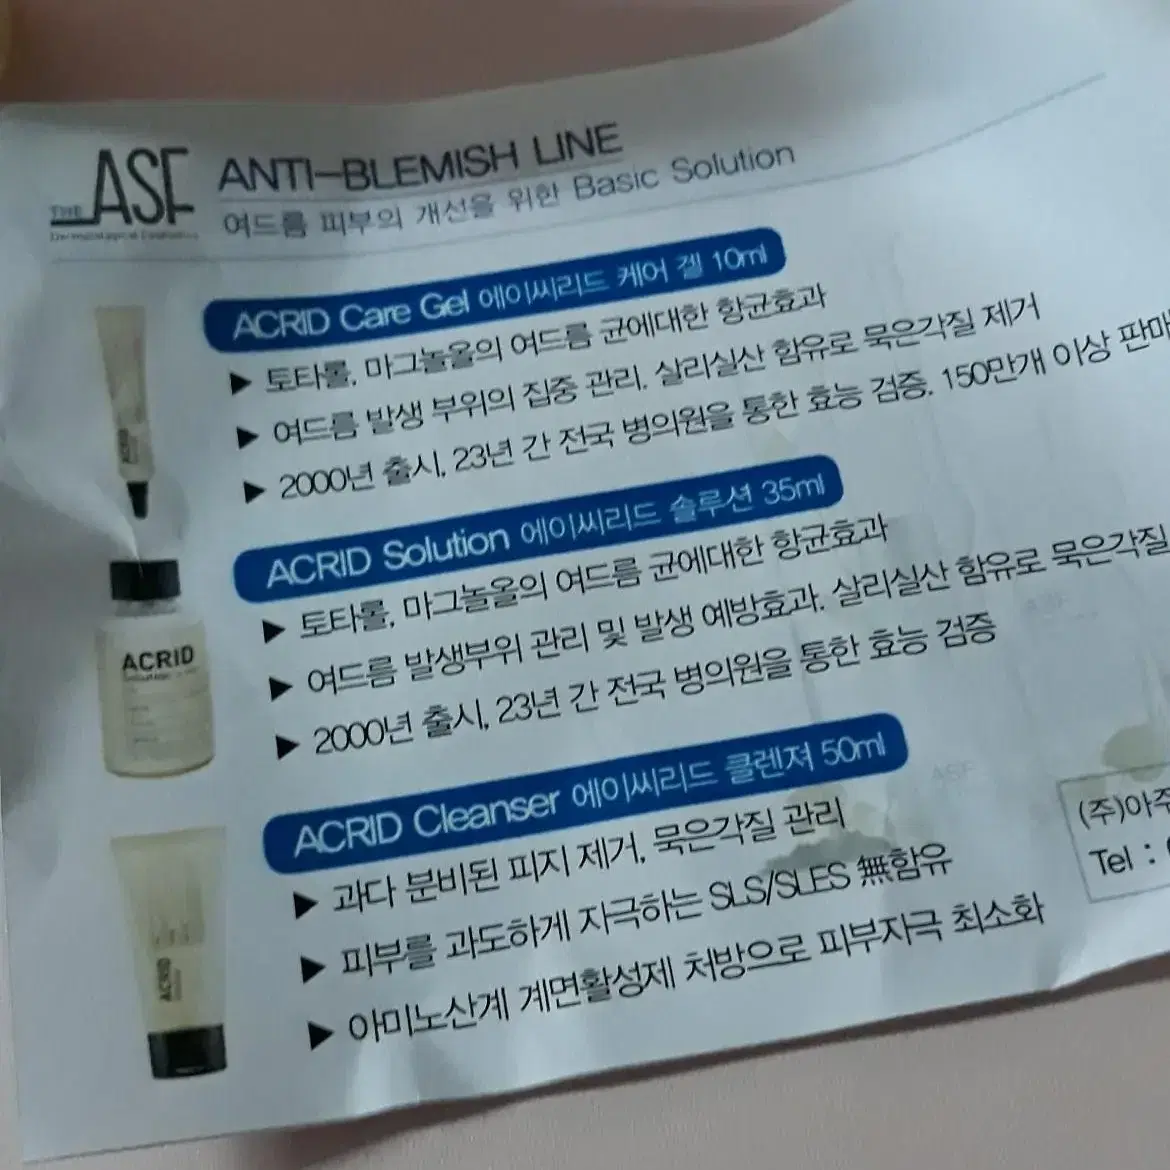 THE ASF
ANTI-BLEMISH LINE
여드름 피부의 개선을 위한 Basic Solution
ACRID Care Gel 에이씨리드 케어 겔 10ml
▶ 토타롤, 마그놀올의 여드름 균에대한 항균효과
▶ 여드름 발생 부위의 집중 관리. 살리실산 함유로 묵은각질 제거
▶ 2000년 출시, 23년 간 전국 병의원을 통한 효능 검증. 150만개 이상 판매
ACRID
ACRID Solution 에이씨리드 솔루션 35ml
▶ 토타롤, 마그놀올의 여드름 균에대한 항균효과
▶ 여드름 발생부위 관리 및 발생 예방효과. 살리실산 함유로 묵은각질
▶ 2000년 출시, 23년 간 전국 병의원을 통한 효능 검증
ACRID
ACRID Cleanser 에이씨리드 클렌져 50ml
▶ 과다 분비된 피지 제거, 묵은각질 관리
▶ 피부를 과도하게 자극하는 SLS/SLES 無함유
▶ 아미노산계 계면활성제 처방으로 피부자극 최소화
ACRID
(주)아주
Tel :